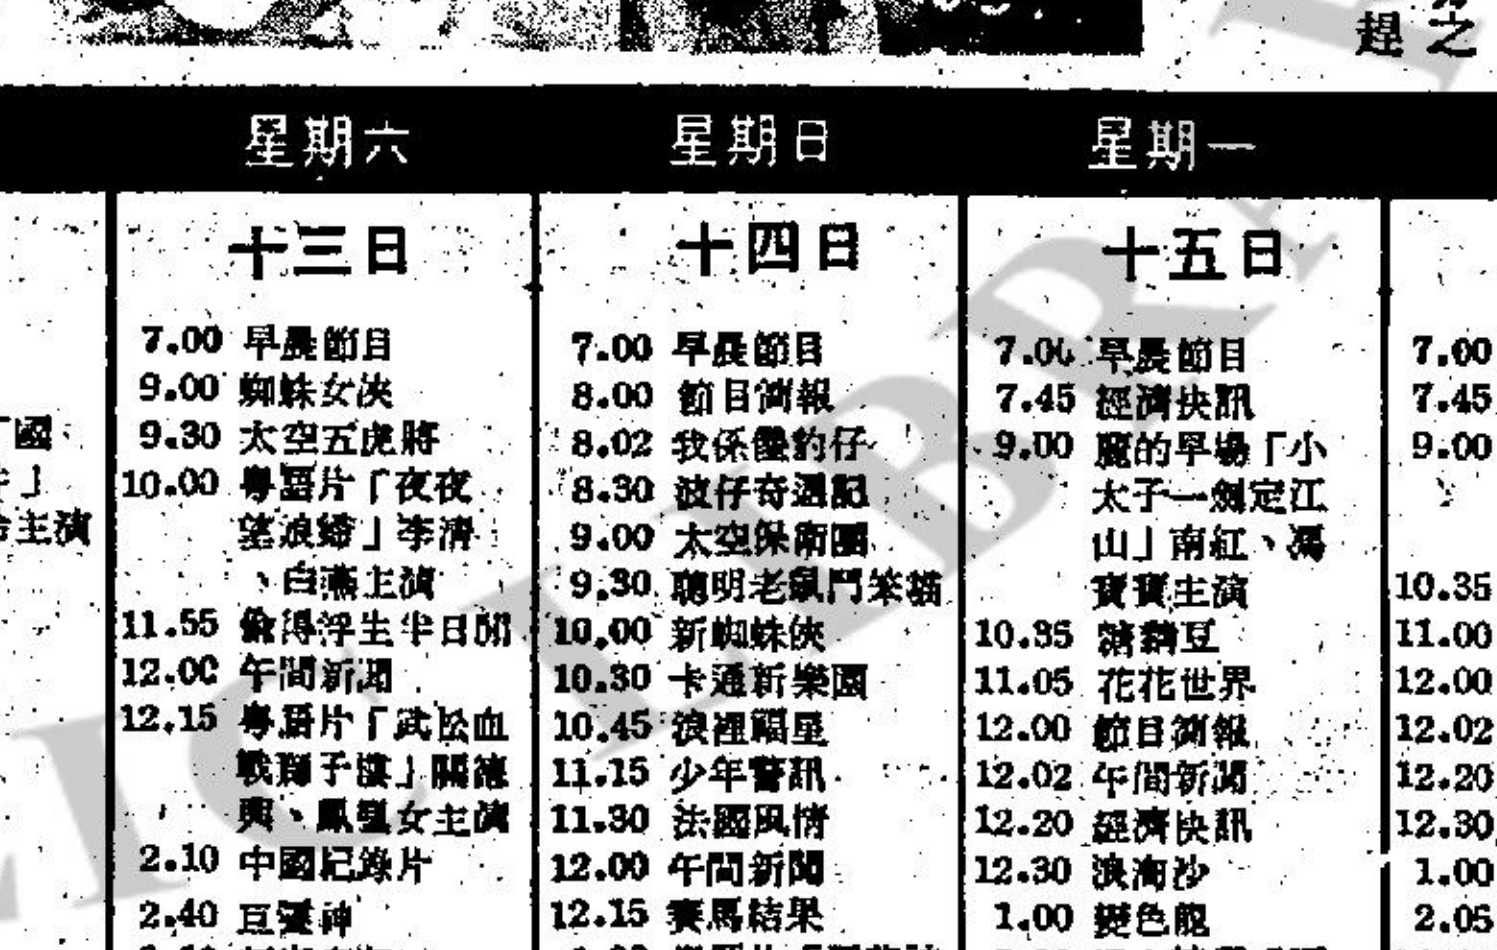 之
趕
星期六
十三日
7.00 早晨節目
9.00 蜘蛛女俠
9.30 太空五虎將
10.00 粵語片「夜夜
望郎歸」李清
、白燕主演
11.55 偷得浮生半日閒
12.00 午間新聞
12.15 粵語片「武松血
戰獅子樓」關德
興、鳳凰女主演
2.10 中國紀錄片
2.40 巨靈神
星期日
十四日
7.00 早晨節目
8.00 節目簡報
8.02 我係饅豹仔
8.30 波仔奇遇記
9.00 太空保衛團
9.30 聰明老鼠鬥笨貓
10.00 新蜘蛛俠
10.30 卡通新樂園
10.45 浪裡福星
11.15 少年警訊
11.30 法國風情
12.00 午間新聞
12.15 賽馬結果
星期一
十五日
7.00 早晨節目
7.45 經濟快訊
9.00 麗的早場「小
太子一劍定江
山」南紅、馮
寶寶主演
10.35 豆
11.05 花花世界
12.00 節目簡報
12.02 午間新聞
12.20 經濟快訊
12.30 浪淘沙
1.00 變色龍
「國
」
主演
7.00
7.45
9.00
10.35
11.00
12.00
12.02
12.20
12.30
1.00
2.05
LIC LIBR